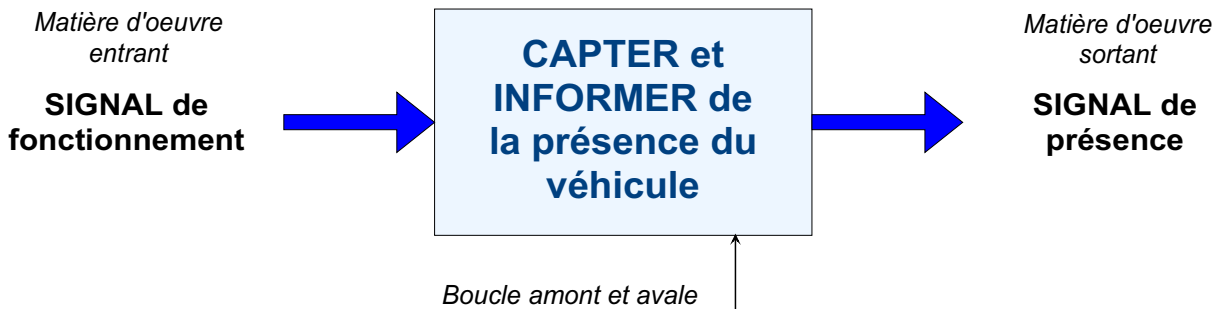 Matière d'oeuvre
entrant
SIGNAL de
fonctionnement
CAPTER et
INFORMER de
la présence du
véhicule
Matière d'oeuvre
sortant
SIGNAL de
présence
Boucle amont et avale